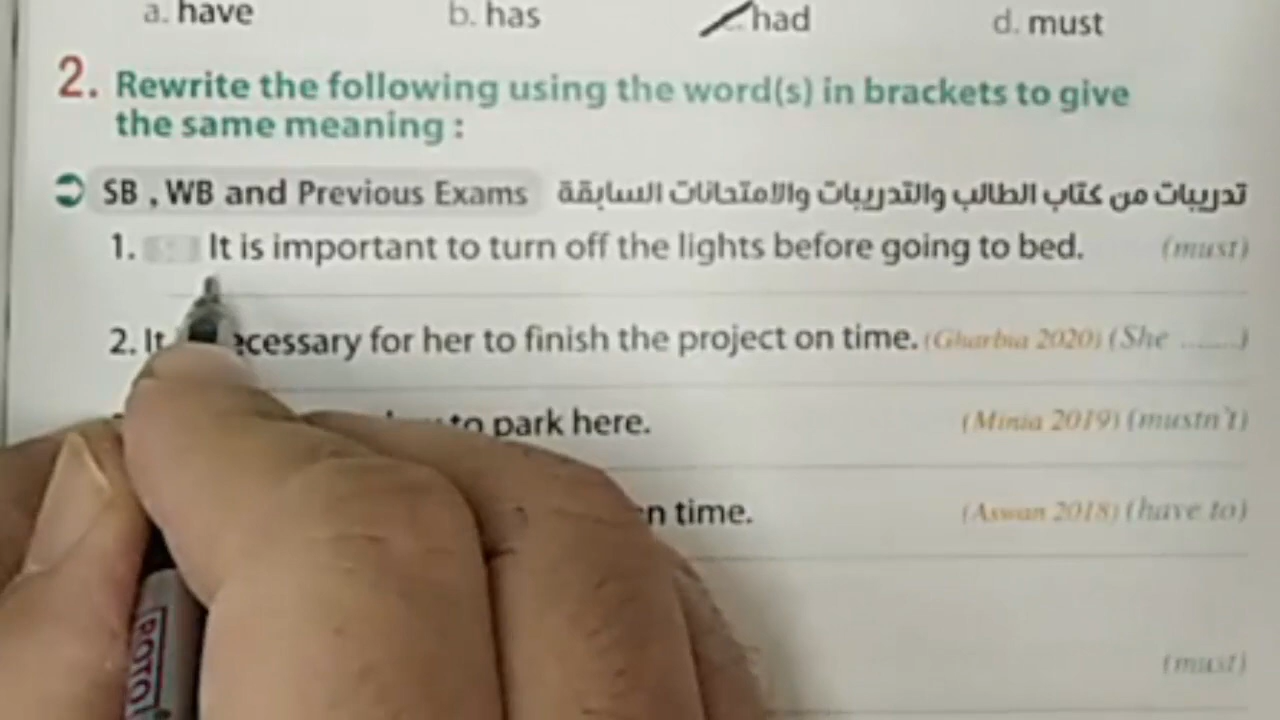 a. have b. has had d. must
2. Rewrite the following using the word(s) in brackets to give
the same meaning :
SB , WB and Previous Exams تدريبات من كتاب الطالب والتدريبات والامتحانات السابقة
1. It is important to turn off the lights before going to bed. (must)
2. It for her to finish the project on time. (Gharbia 2020) (She ........)
to park here. (Minia 2019) (mustn't)
time. (Aswan 2018) (have to)
(must)
ROTO